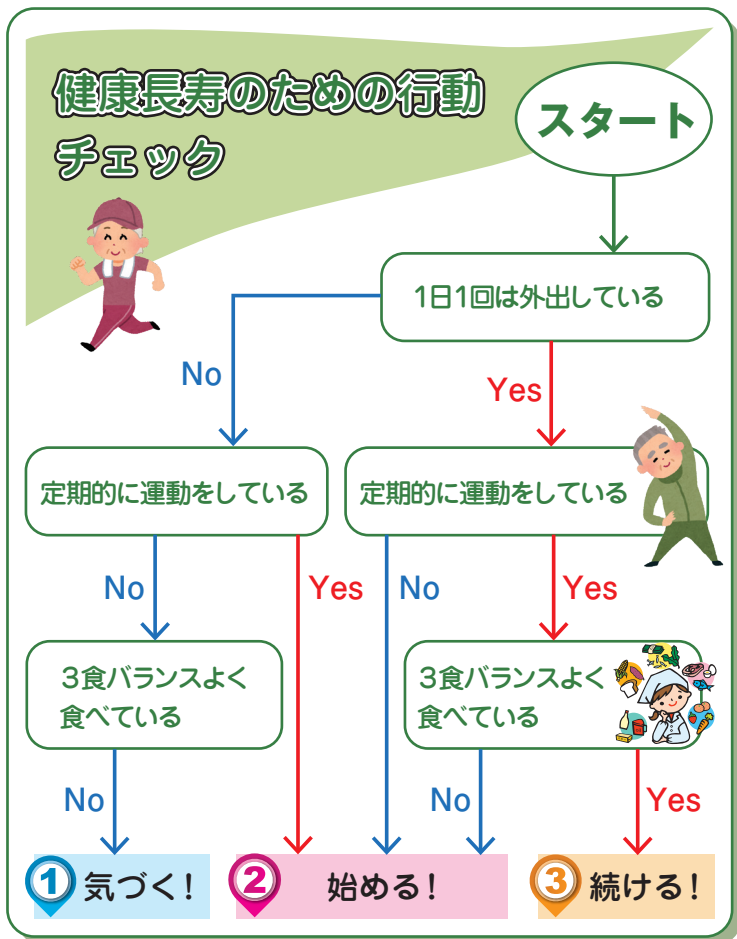 健康長寿のための行動
チェック
スタート
1日1回は外出している
No
Yes
定期的に運動をしている
定期的に運動をしている
No
Yes
No
Yes
3食バランスよく
食べている
3食バランスよく
食べている
No
No
Yes
1 気づく!
2 始める!
3 続ける!